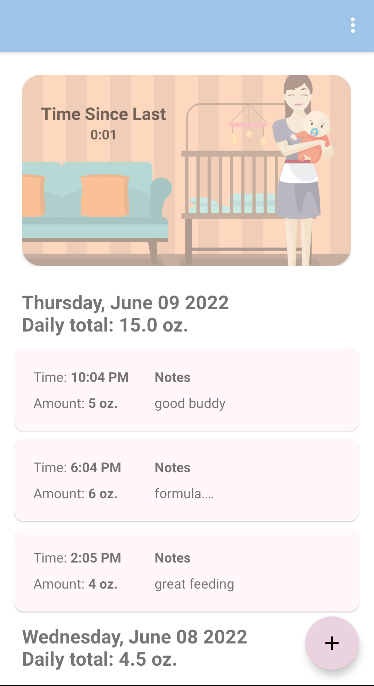 Time Since Last
0:01
Thursday, June 09 2022
Daily total: 15.0 oz.
Time: 10:04 PM Notes
Amount: 5 oz. good buddy
Time: 6:04 PM Notes
Amount: 6 oz. formula....
Time: 2:05 PM Notes
Amount: 4 oz. great feeding
Wednesday, June 08 2022
Daily total: 4.5 oz.
+